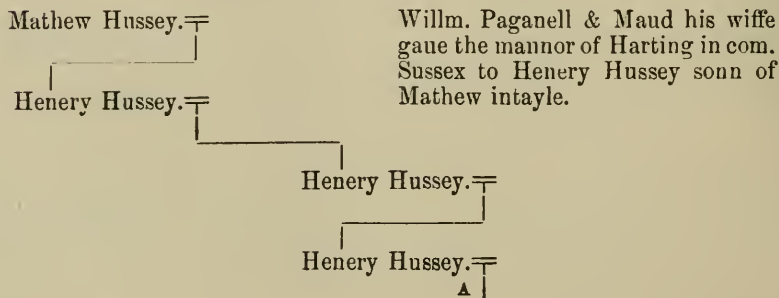 Mathew Hussey.
Willm. Paganell & Maud his wiffe
gaue the mannor of Harting in com.
Sussex to Henery Hussey sonn of
Mathew intayle.
Henery Hussey.
Henery Hussey.
Henery Hussey.
A